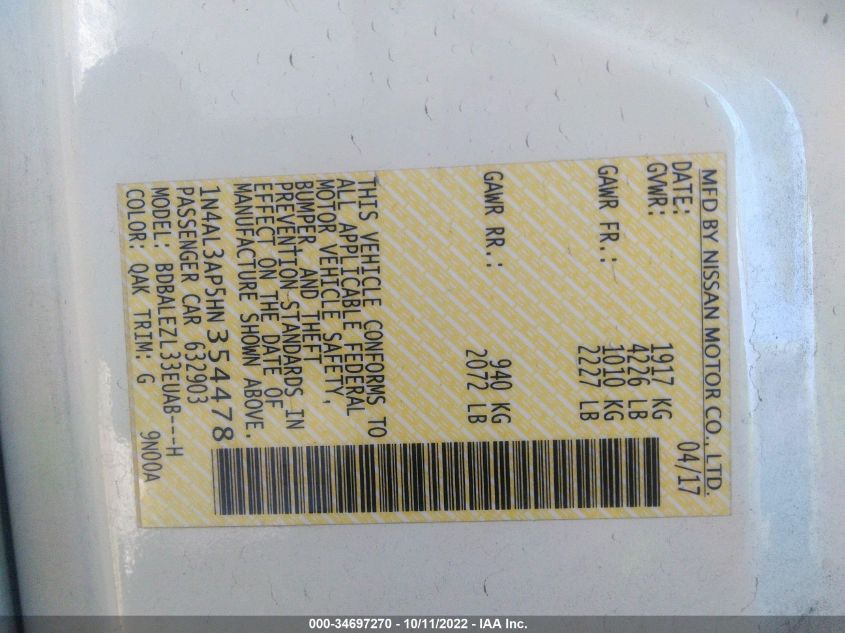 MFD BY NISSAN MOTOR CO., LTD.
DATE: 04/17
GVWR: 1917 KG
4226 LB
GAWR FR.: 1010 KG
2227 LB
GAWR RR.: 940 KG
2072 LB
THIS VEHICLE CONFORMS TO
ALL APPLICABLE FEDERAL
MOTOR VEHICLE SAFETY,
BUMPER, AND THEFT
PREVENTION STANDARDS IN
EFFECT ON THE DATE OF
MANUFACTURE SHOWN ABOVE.
1N4AL3AP5HN354478
PASSENGER CAR 632903
MODEL: BDBALEZL33EUAB---H
COLOR: QAK TRIM: G 9N00A
000-34697270 - 10/11/2022 - IAA Inc.